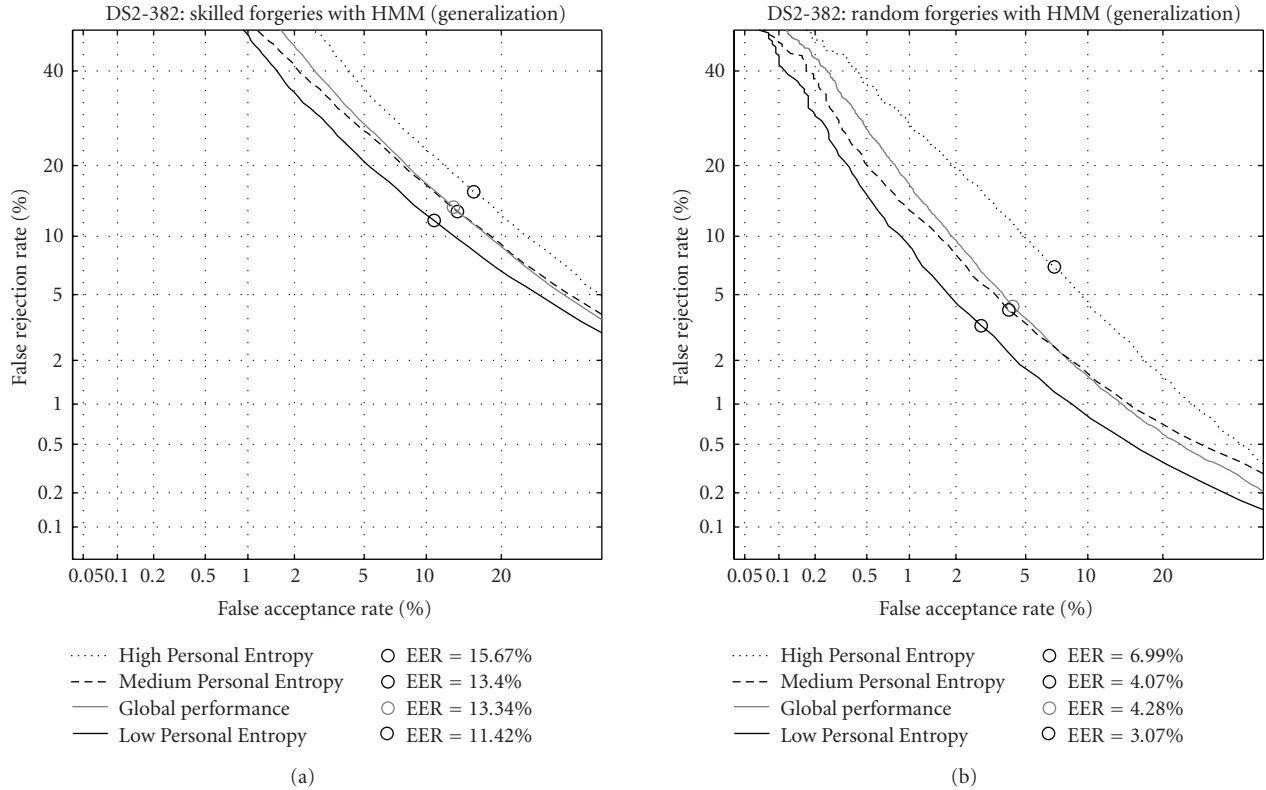 DS2-382: skilled forgeries with HMM (generalization)
40
20
10
5
2
1
0.5
0.2
0.1
False rejection rate (%)
0.05 0.1 0.2 0.5 1 2 5 10 20
False acceptance rate (%)
High Personal Entropy EER = 15.67%
Medium Personal Entropy EER = 13.4%
Global performance EER = 13.34%
Low Personal Entropy EER = 11.42%
(a)
DS2-382: random forgeries with HMM (generalization)
40
20
10
5
2
1
0.5
0.2
0.1
False rejection rate (%)
0.05 0.1 0.2 0.5 1 2 5 10 20
False acceptance rate (%)
High Personal Entropy EER = 6.99%
Medium Personal Entropy EER = 4.07%
Global performance EER = 4.28%
Low Personal Entropy EER = 3.07%
(b)